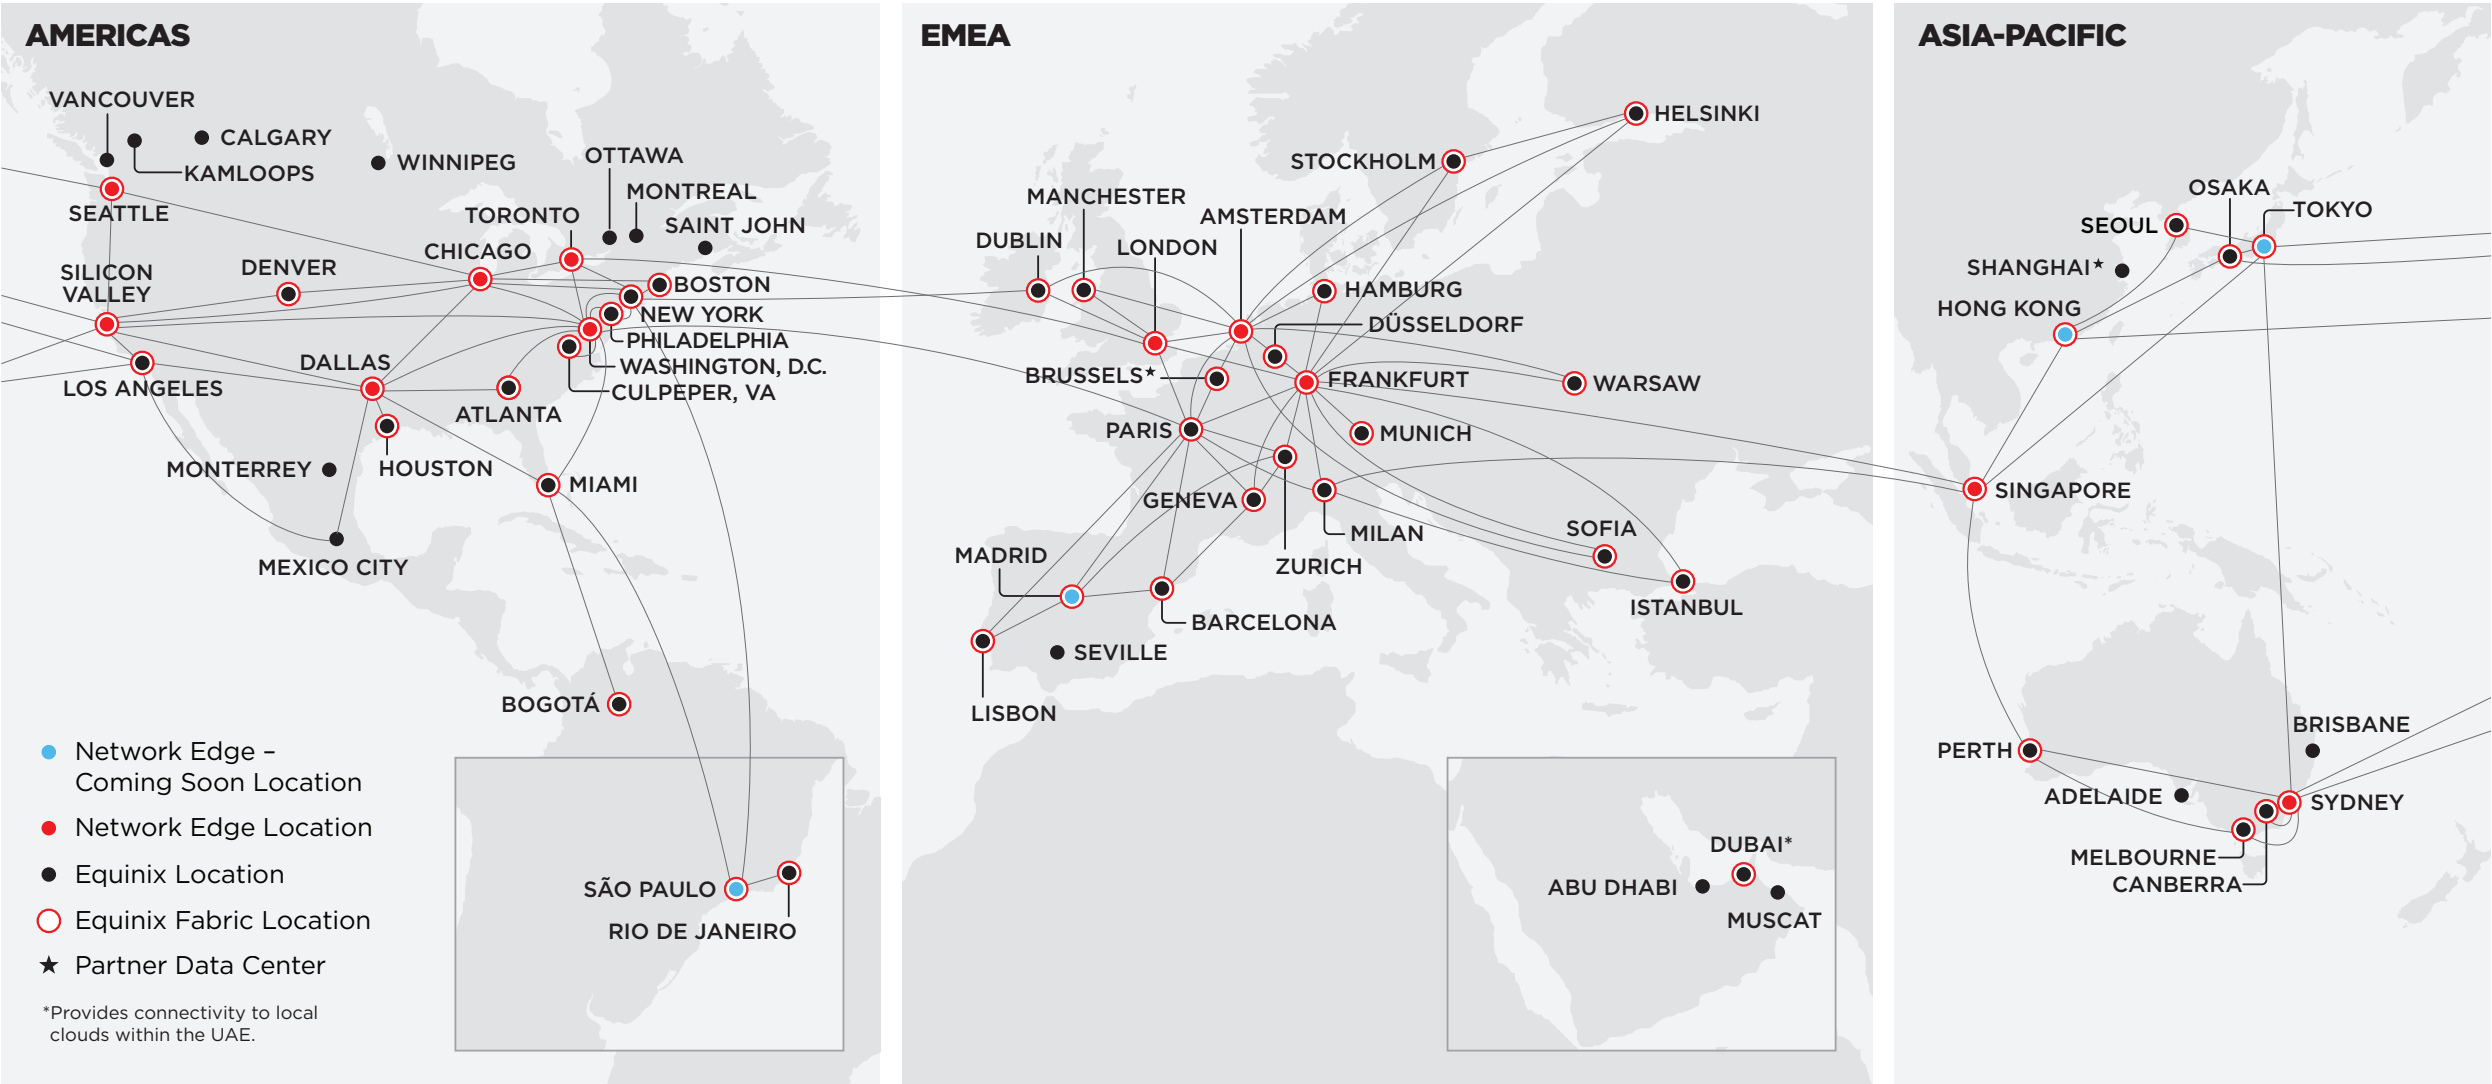 AMERICAS
VANCOUVER
CALGARY
KAMLOOPS
WINNIPEG
OTTAWA
MONTREAL
SAINT JOHN
SEATTLE
TORONTO
CHICAGO
SILICON
VALLEY
DENVER
BOSTON
NEW YORK
PHILADELPHIA
WASHINGTON, D.C.
CULPEPER, VA
LOS ANGELES
DALLAS
ATLANTA
HOUSTON
MONTERREY
MIAMI
MEXICO CITY
BOGOTÁ
SÃO PAULO
RIO DE JANEIRO
Network Edge –
Coming Soon Location
Network Edge Location
Equinix Location
Equinix Fabric Location
★ Partner Data Center
*Provides connectivity to local
clouds within the UAE.
EMEA
HELSINKI
STOCKHOLM
MANCHESTER
AMSTERDAM
DUBLIN
LONDON
HAMBURG
DÜSSELDORF
BRUSSELS★
FRANKFURT
WARSAW
PARIS
MUNICH
GENEVA
MILAN
ZURICH
SOFIA
MADRID
ISTANBUL
BARCELONA
SEVILLE
LISBON
DUBAI*
ABU DHABI
MUSCAT
ASIA-PACIFIC
OSAKA
TOKYO
SEOUL
SHANGHAI★
HONG KONG
SINGAPORE
BRISBANE
PERTH
ADELAIDE
SYDNEY
MELBOURNE
CANBERRA